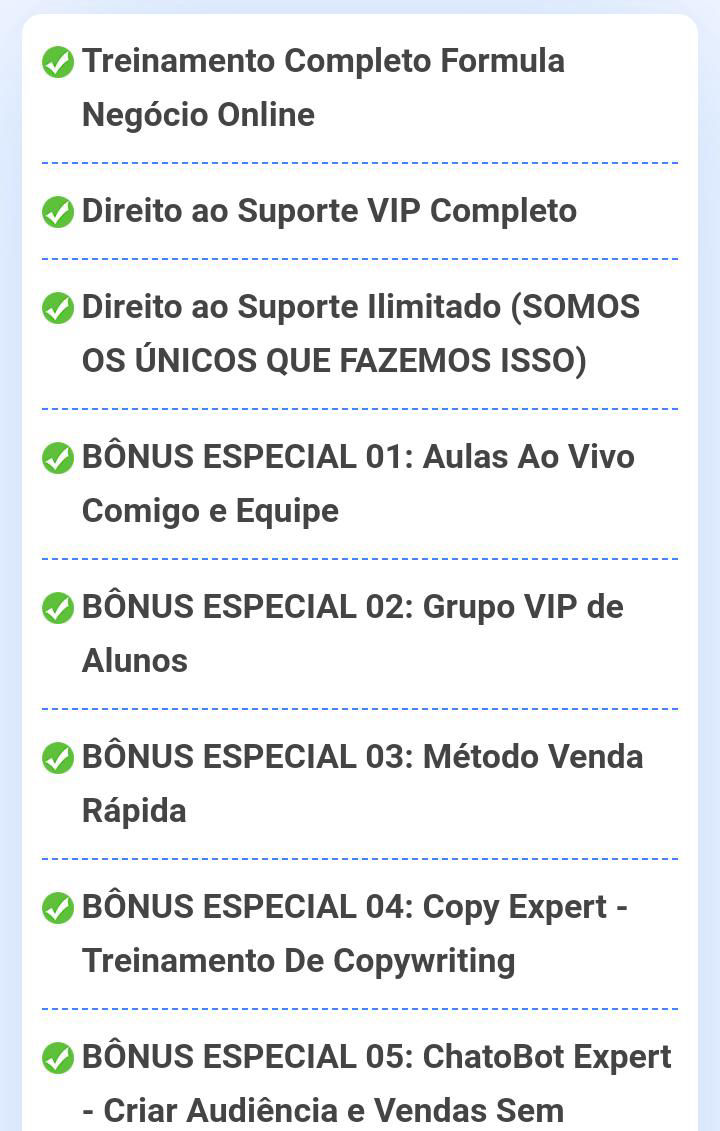 Treinamento Completo Formula
Negócio Online
Direito ao Suporte VIP Completo
Direito ao Suporte Ilimitado (SOMOS
OS ÚNICOS QUE FAZEMOS ISSO)
BÔNUS ESPECIAL 01: Aulas Ao Vivo
Comigo e Equipe
BÔNUS ESPECIAL 02: Grupo VIP de
Alunos
BÔNUS ESPECIAL 03: Método Venda
Rápida
BÔNUS ESPECIAL 04: Copy Expert -
Treinamento De Copywriting
BÔNUS ESPECIAL 05: ChatoBot Expert
- Criar Audiência e Vendas Sem